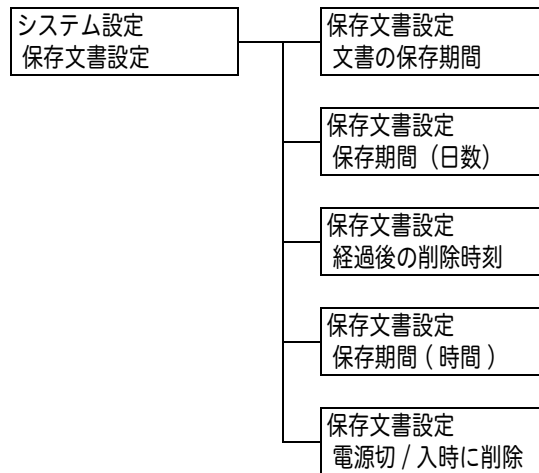 システム設定
保存文書設定
保存文書設定
文書の保存期間
保存文書設定
保存期間（日数）
保存文書設定
経過後の削除時刻
保存文書設定
保存期間 ( 時間 )
保存文書設定
電源切 / 入時に削除